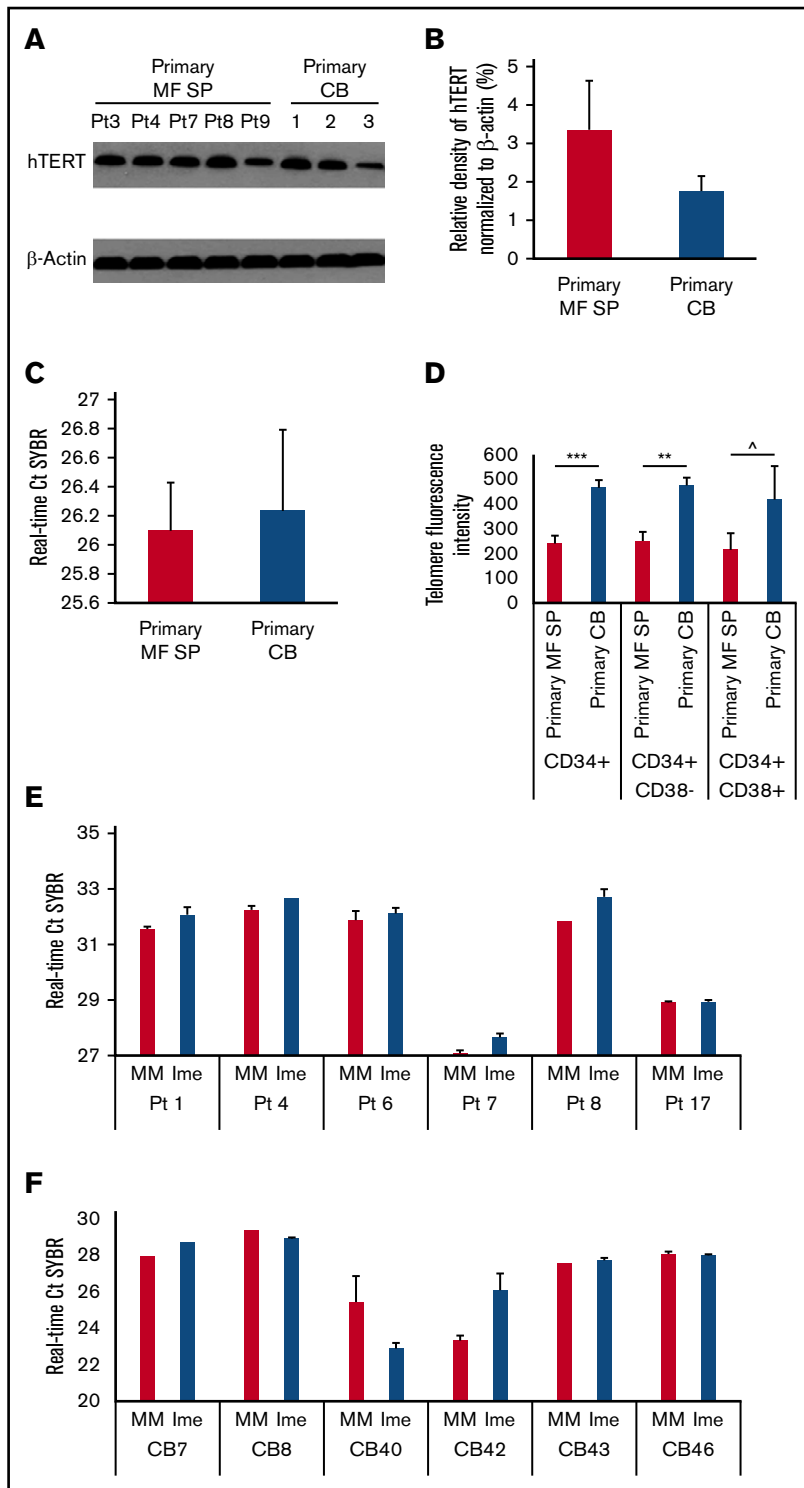 A
Primary
MF SP
Primary
CB
Pt3 Pt4 Pt7 Pt8 Pt9 1 2 3
hTERT
β-Actin
B
Relative density of hTERT
normalized to β-actin (%)
5
4
3
2
1
0
Primary
MF SP
Primary
CB
C
Real-time Ct SYBR
27
26.8
26.6
26.4
26.2
26
25.8
25.6
Primary
MF SP
Primary
CB
D
Telomere fluorescence
intensity
600
500
400
300
200
100
0
*** ** ^
Primary MF SP
Primary CB
Primary MF SP
Primary CB
Primary MF SP
Primary CB
CD34+
CD34+
CD38-
CD34+
CD38+
E
Real-time Ct SYBR
35
33
31
29
27
MM Ime MM Ime MM Ime MM Ime MM Ime MM Ime
Pt 1 Pt 4 Pt 6 Pt 7 Pt 8 Pt 17
F
Real-time Ct SYBR
30
28
26
24
22
20
MM Ime MM Ime MM Ime MM Ime MM Ime MM Ime
CB7 CB8 CB40 CB42 CB43 CB46